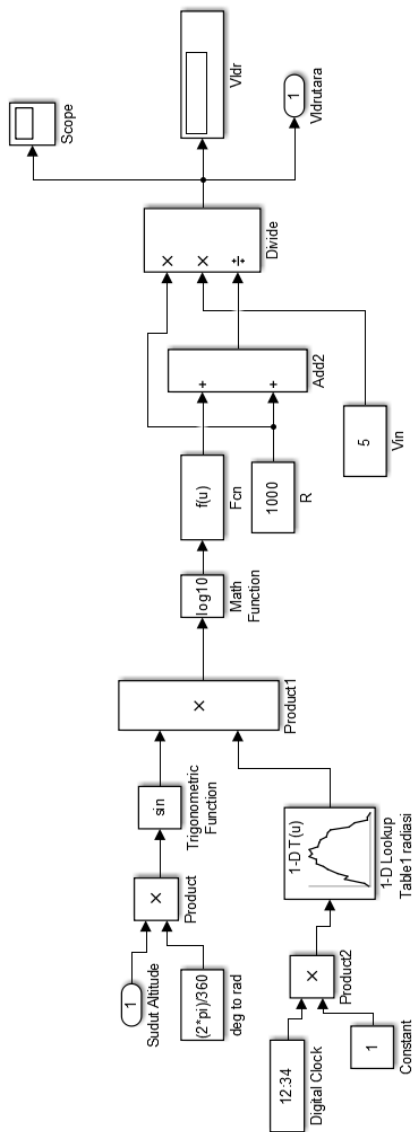 1
Sudut Altitude
(2*pi)/360
deg to rad
×
Product
sin
Trigonometric
Function
12:34
Digital Clock
1
Constant
×
Product2
1-D T(u)
1-D Lookup
Table1 radiasi
×
Product1
log10
Math
Function
f(u)
Fcn
1000
R
+
+
Add2
5
Vin
×
×
÷
Divide
Scope
Vldr
1
Vldrutara